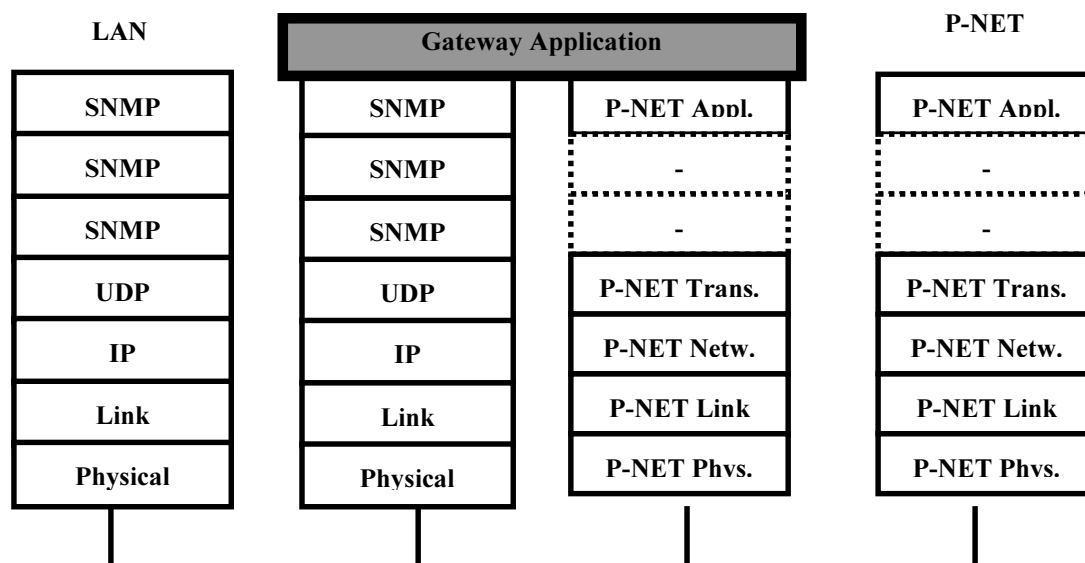 LAN
Gateway Application
P-NET
SNMP
SNMP
SNMP
UDP
IP
Link
Physical
SNMP
SNMP
SNMP
UDP
IP
Link
Physical
P-NET Appl.
-
-
P-NET Trans.
P-NET Netw.
P-NET Link
P-NET Phys.
P-NET Appl.
-
-
P-NET Trans.
P-NET Netw.
P-NET Link
P-NET Phys.